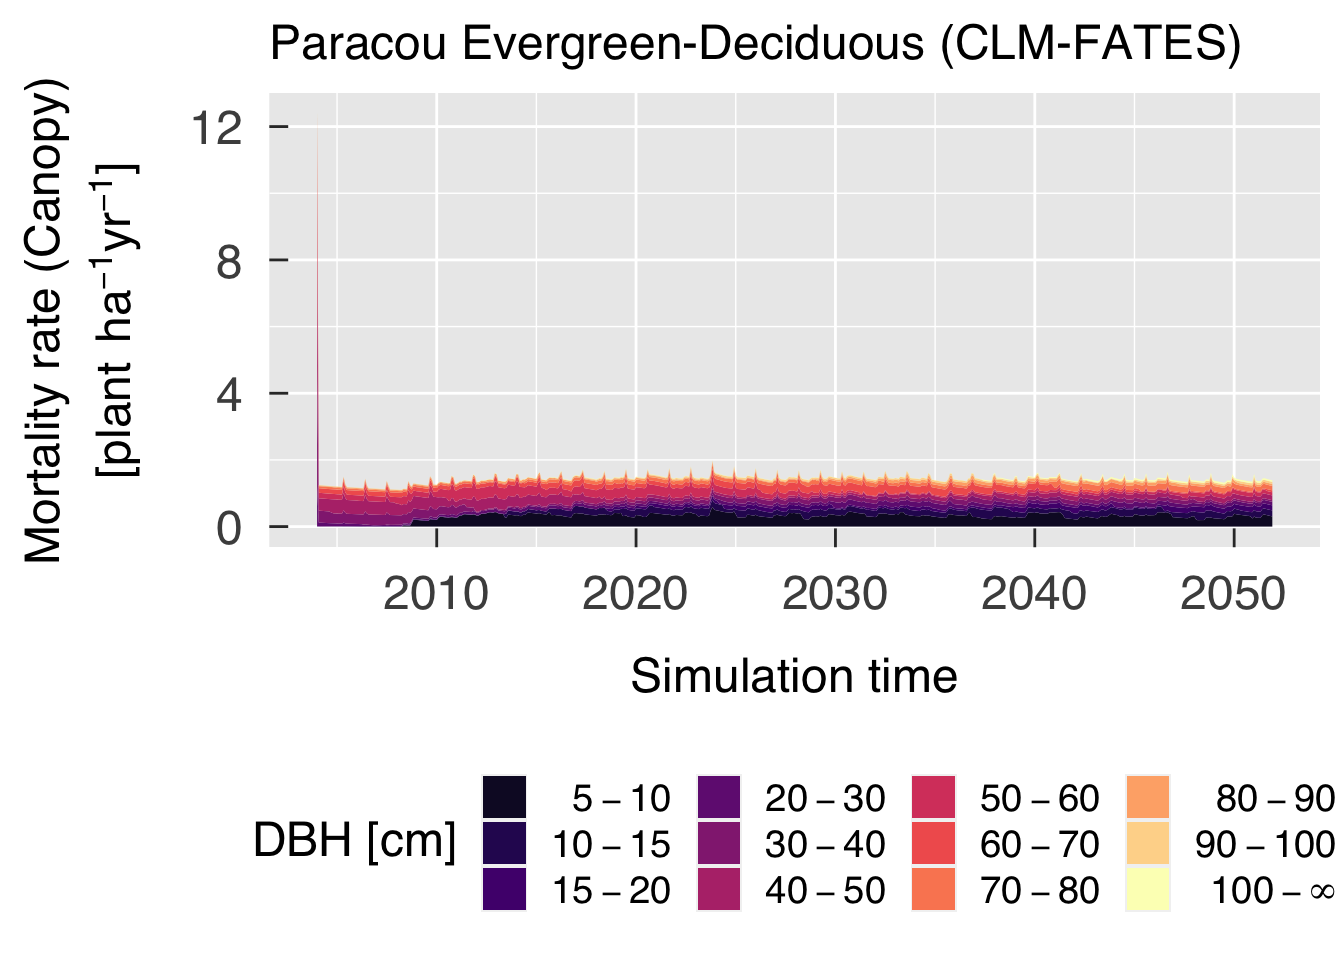 Paracou Evergreen-Deciduous (CLM-FATES)
Mortality rate (Canopy)
[plant ha⁻¹yr⁻¹]
12
8
4
0
2010 2020 2030 2040 2050
Simulation time
DBH [cm]
5 – 10 20 – 30 50 – 60 80 – 90
10 – 15 30 – 40 60 – 70 90 – 100
15 – 20 40 – 50 70 – 80 100 – ∞